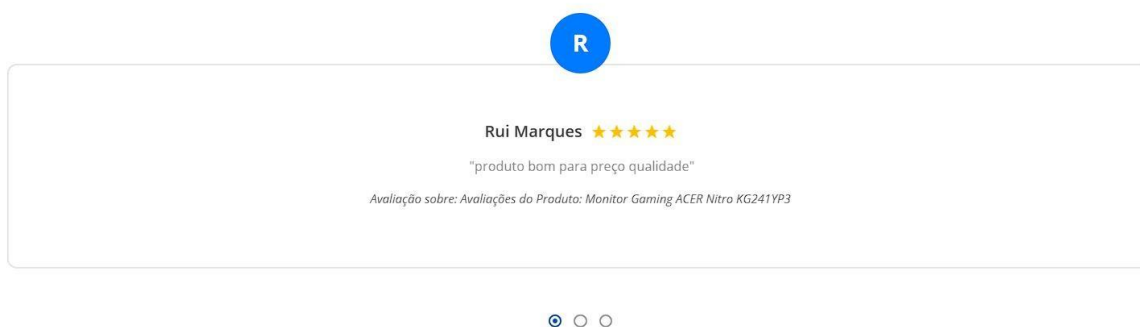 R
Rui Marques
"produto bom para preço qualidade"
Avaliação sobre: Avaliações do Produto: Monitor Gaming ACER Nitro KG241YP3